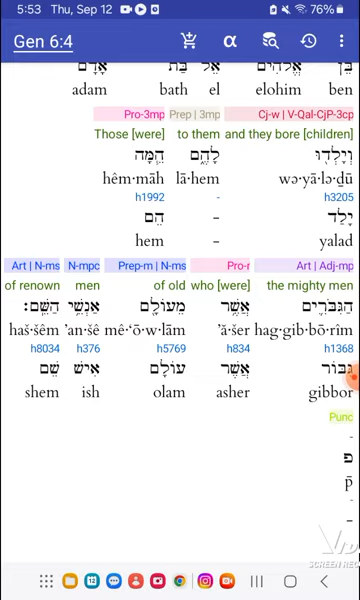 5:53 Thu, Sep 12 76%
Gen 6:4
בֵּן אֱלֹהִים אֵל בַּת אָדָם
ben elohim el bath adam
Cj-w | V-Qal-CjP-3cp Prep | 3mp Pro-3mp
and they bore [children] to them Those [were]
וְיָלְד֖וּ לָהֶ֑ם הֵ֧מָּה
wə·yā·lə·ḏū lā·hem hêm·māh
h3205 - h1992
יָלַד - הֵם
yalad - hem
Art | Adj-mp Pro-r Prep-m | N-ms N-mpc Art | N-ms
the mighty men who [were] of old men of renown
הַגִּבֹּרִ֛ים אֲשֶׁ֥ר מֵעוֹלָ֖ם אַנְשֵׁ֥י הַשֵּֽׁם׃
hag·gib·bō·rîm 'ă·šer mê·'ō·w·lām 'an·šê haš·šêm
h1368 h834 h5769 h376 h8034
גִּבּוֹר אֲשֶׁר עוֹלָם אִישׁ שֵׁם
gibbor asher olam ish shem
Punc
-
פ
p̄
-
-
SCREEN REC